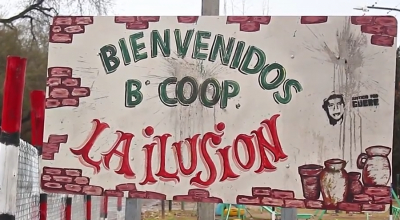 BIENVENIDOS
B° COOP.
LA iLUSION